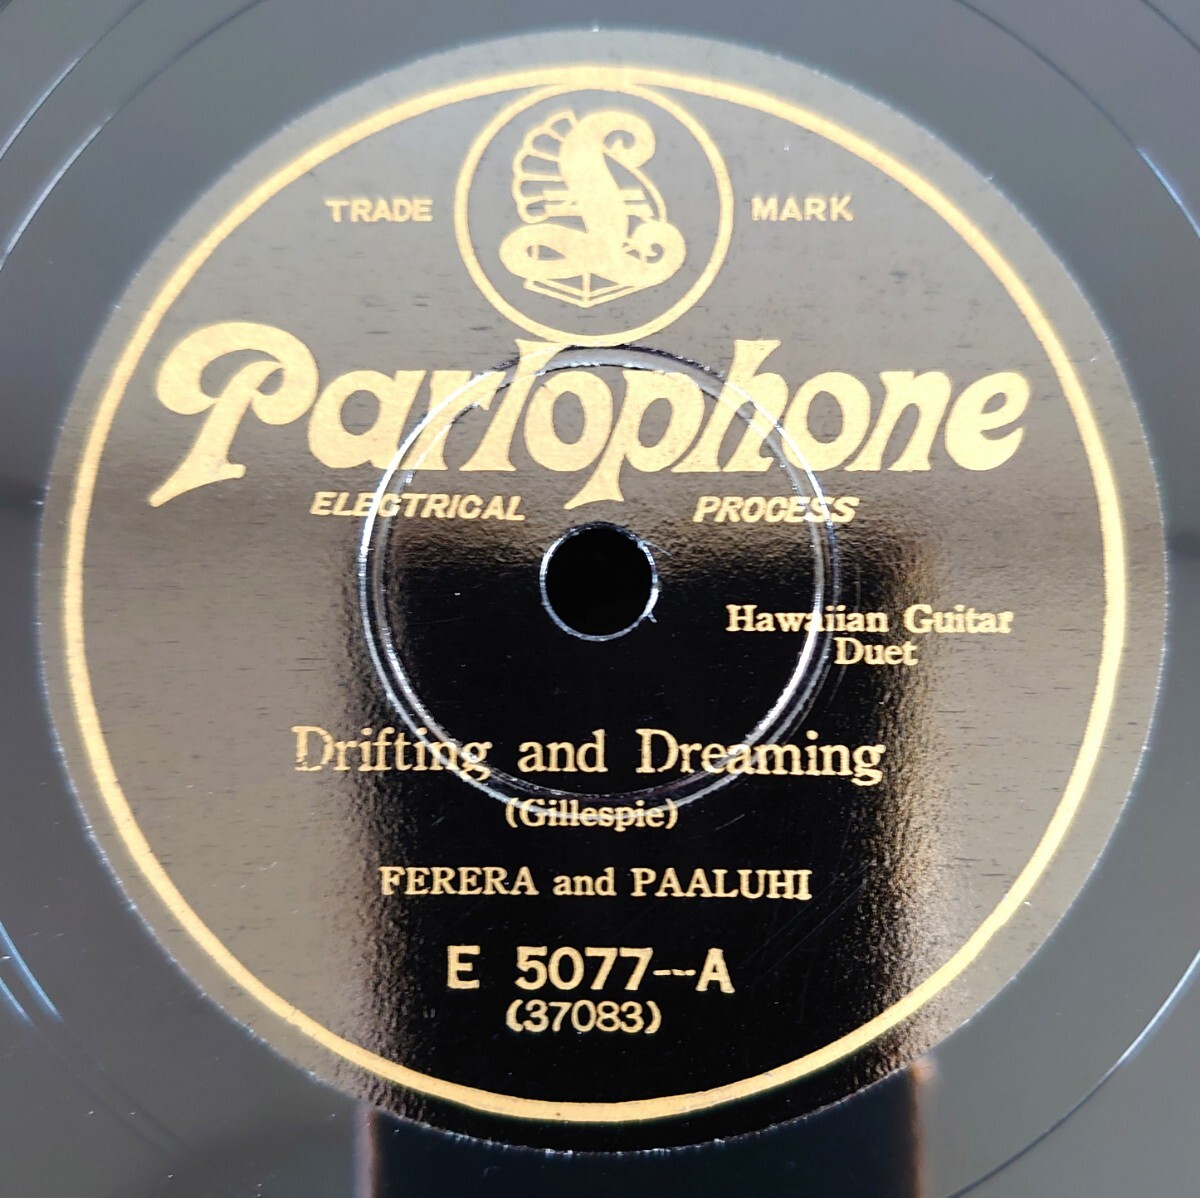 TRADE MARK
Parlophone
ELECTRICAL PROCESS
Hawaiian Guitar
Duet
Drifting and Dreaming
(Gillespie)
FERERA and PAALUHI
E 5077--A
(37083)